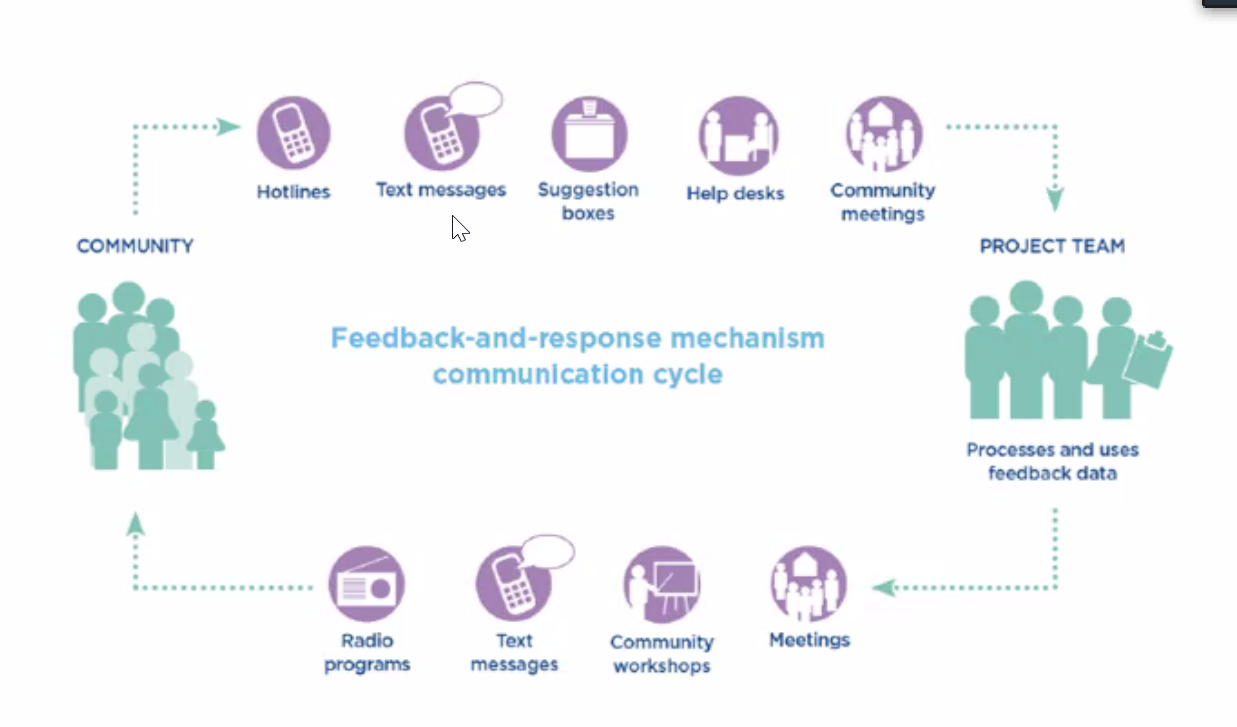 Hotlines
Text messages
Suggestion
boxes
Help desks
Community
meetings
COMMUNITY
PROJECT TEAM
Feedback-and-response mechanism
communication cycle
Processes and uses
feedback data
Radio
programs
Text
messages
Community
workshops
Meetings